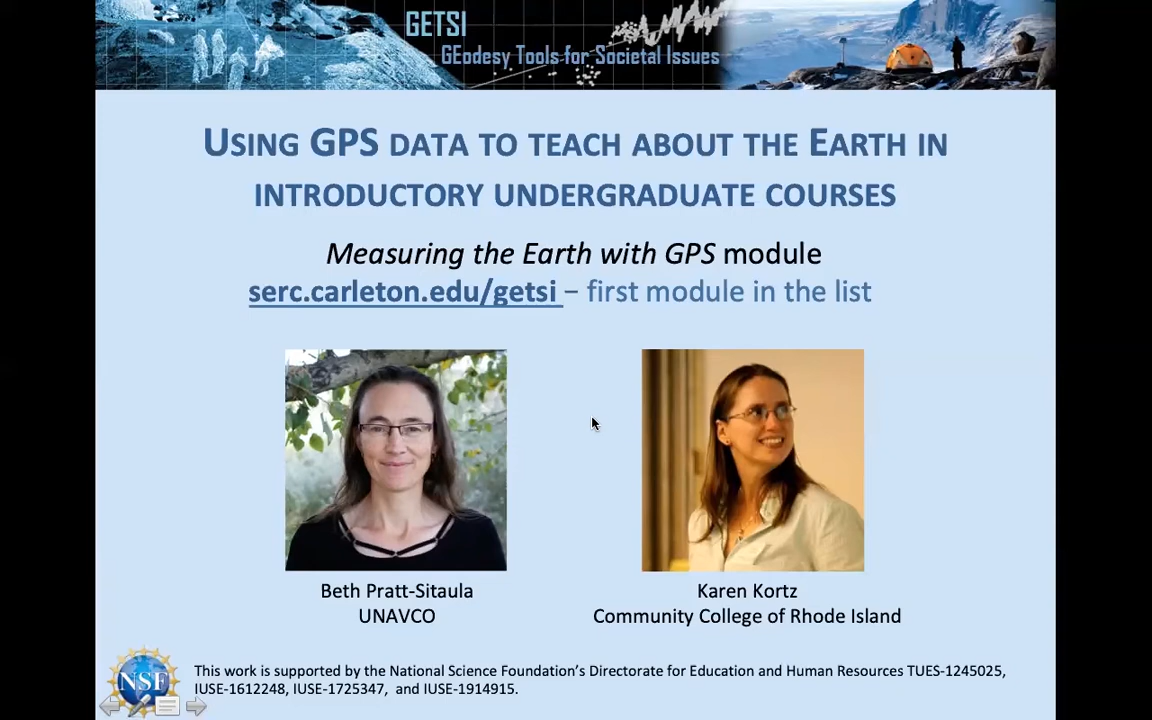 GETSI
GEodesy Tools for Societal Issues
USING GPS DATA TO TEACH ABOUT THE EARTH IN
INTRODUCTORY UNDERGRADUATE COURSES
Measuring the Earth with GPS module
serc.carleton.edu/getsi – first module in the list
Beth Pratt-Sitaula
UNAVCO
Karen Kortz
Community College of Rhode Island
NSF
This work is supported by the National Science Foundation's Directorate for Education and Human Resources TUES-1245025,
IUSE-1612248, IUSE-1725347, and IUSE-1914915.